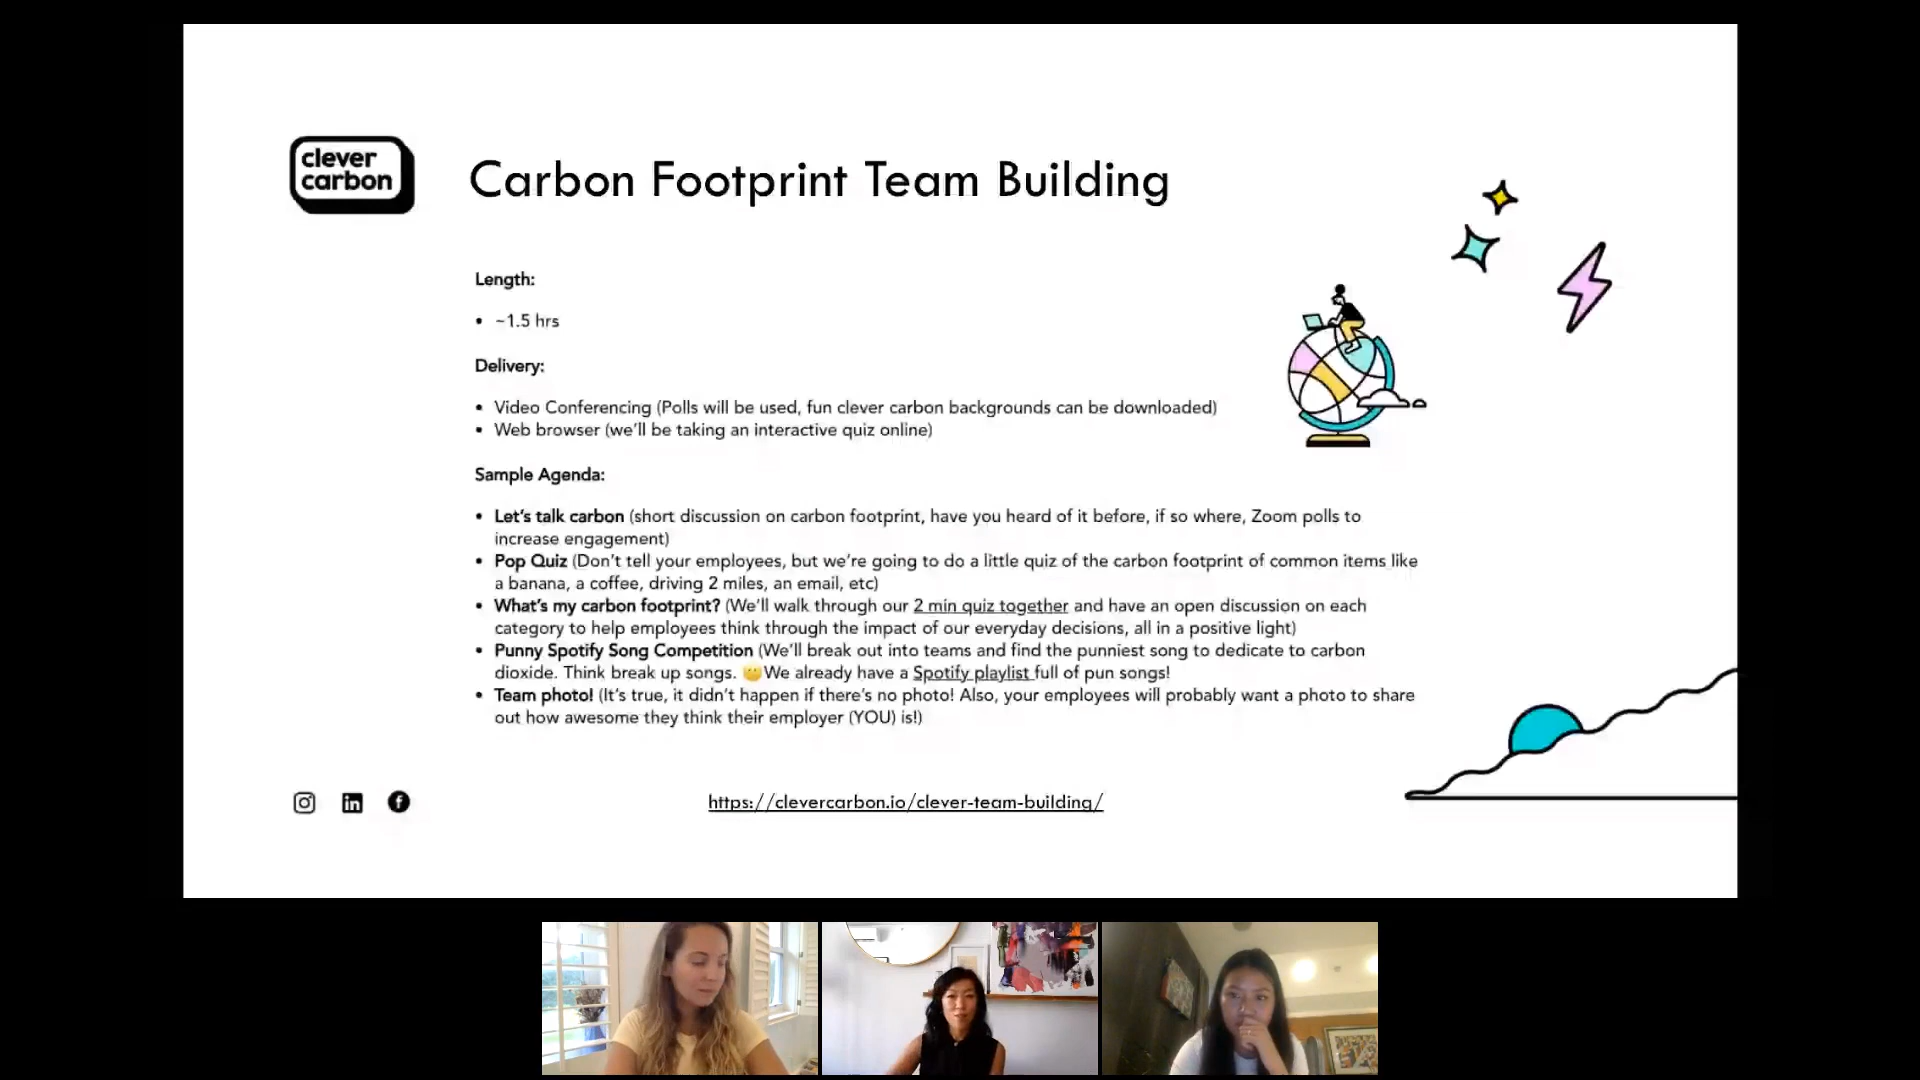 clever
carbon
Carbon Footprint Team Building
Length:
• ~1.5 hrs
Delivery:
• Video Conferencing (Polls will be used, fun clever carbon backgrounds can be downloaded)
• Web browser (we'll be taking an interactive quiz online)
Sample Agenda:
• Let's talk carbon (short discussion on carbon footprint, have you heard of it before, if so where, Zoom polls to
increase engagement)
• Pop Quiz (Don't tell your employees, but we're going to do a little quiz of the carbon footprint of common items like
a banana, a coffee, driving 2 miles, an email, etc)
• What's my carbon footprint? (We'll walk through our 2 min quiz together and have an open discussion on each
category to help employees think through the impact of our everyday decisions, all in a positive light)
• Punny Spotify Song Competition (We'll break out into teams and find the punniest song to dedicate to carbon
dioxide. Think break up songs. We already have a Spotify playlist full of pun songs!
• Team photo! (It's true, it didn't happen if there's no photo! Also, your employees will probably want a photo to share
out how awesome they think their employer (YOU) is!)
https://clevercarbon.io/clever-team-building/